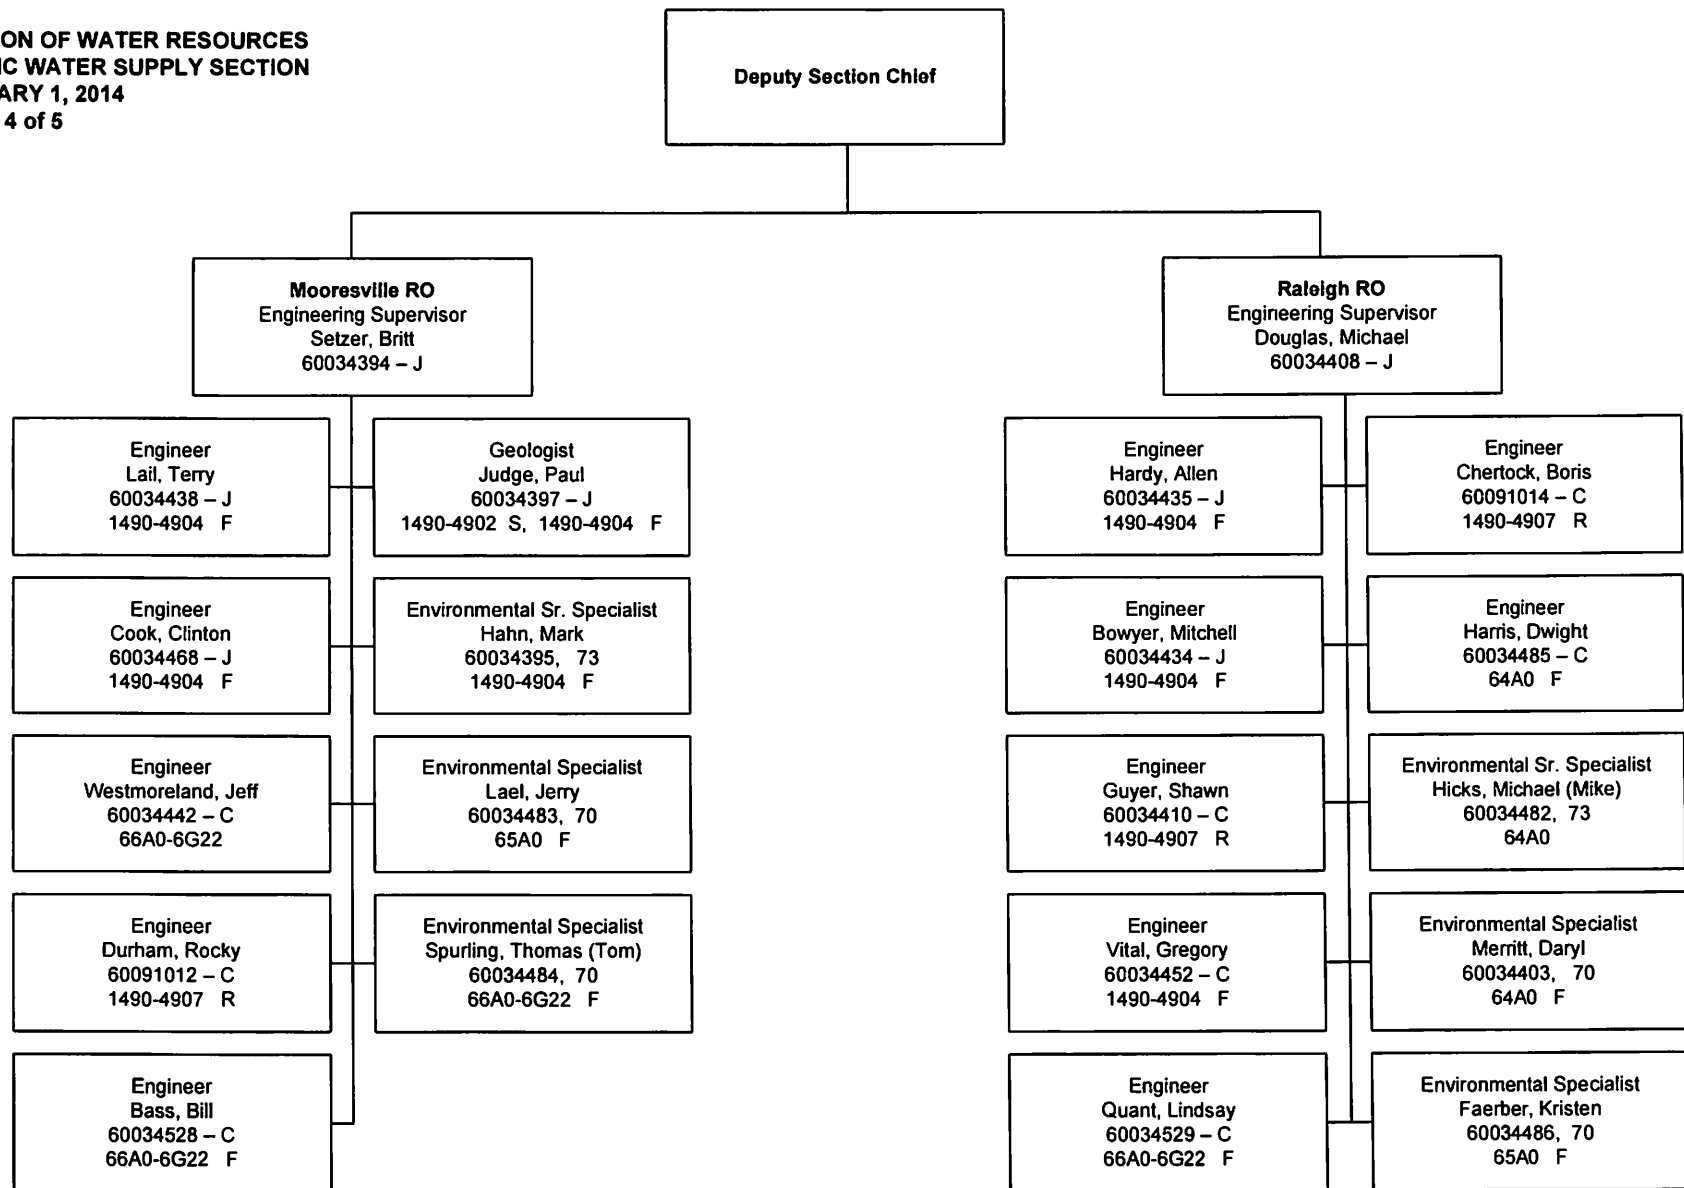 ON OF WATER RESOURCES
IC WATER SUPPLY SECTION
ARY 1, 2014
4 of 5
Deputy Section Chief
Mooresville RO
Engineering Supervisor
Setzer, Britt
60034394 – J
Raleigh RO
Engineering Supervisor
Douglas, Michael
60034408 – J
Engineer
Lail, Terry
60034438 – J
1490-4904 F
Geologist
Judge, Paul
60034397 – J
1490-4902 S, 1490-4904 F
Engineer
Hardy, Allen
60034435 – J
1490-4904 F
Engineer
Chertock, Boris
60091014 – C
1490-4907 R
Engineer
Cook, Clinton
60034468 – J
1490-4904 F
Environmental Sr. Specialist
Hahn, Mark
60034395, 73
1490-4904 F
Engineer
Bowyer, Mitchell
60034434 – J
1490-4904 F
Engineer
Harris, Dwight
60034485 – C
64A0 F
Engineer
Westmoreland, Jeff
60034442 – C
66A0-6G22
Environmental Specialist
Lael, Jerry
60034483, 70
65A0 F
Engineer
Guyer, Shawn
60034410 – C
1490-4907 R
Environmental Sr. Specialist
Hicks, Michael (Mike)
60034482, 73
64A0
Engineer
Durham, Rocky
60091012 – C
1490-4907 R
Environmental Specialist
Spurling, Thomas (Tom)
60034484, 70
66A0-6G22 F
Engineer
Vital, Gregory
60034452 – C
1490-4904 F
Environmental Specialist
Merritt, Daryl
60034403, 70
64A0 F
Engineer
Bass, Bill
60034528 – C
66A0-6G22 F
Engineer
Quant, Lindsay
60034529 – C
66A0-6G22 F
Environmental Specialist
Faerber, Kristen
60034486, 70
65A0 F